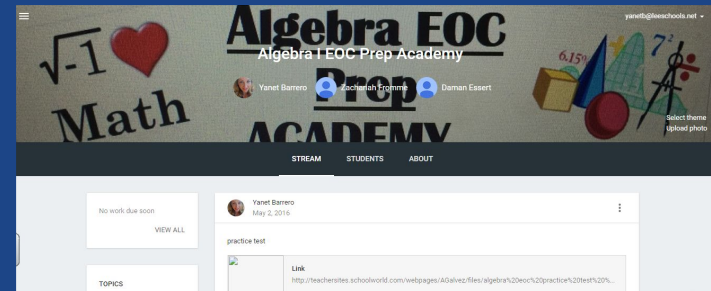 yanetb@leeschools.net
Algebra EOC
Prep
ACADEMY
√-1
Math
6.15
7²
Algebra I EOC Prep Academy
Yanet Barrero
Zachariah Fromme
Daman Essert
Select theme
Upload photo
STREAM
STUDENTS
ABOUT
No work due soon
VIEW ALL
TOPICS
Yanet Barrero
May 2, 2016
practice test
Link
http://teachersites.schoolworld.com/webpages/AGalvez/files/algebra%20eoc%20practice%20test%20%...